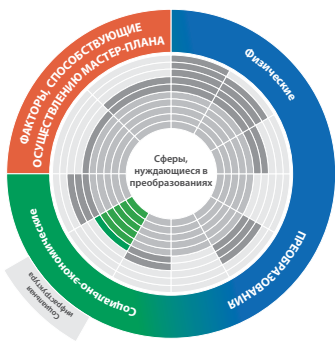 ФАКТОРЫ, СПОСОБСТВУЮЩИЕ
ОСУЩЕСТВЛЕНИЮ МАСТЕР-ПЛАНА
Физические
Сферы,
нуждающиеся в
преобразованиях
ПРЕОБРАЗОВАНИЯ
Социально-экономические
Социальная
инфраструктура